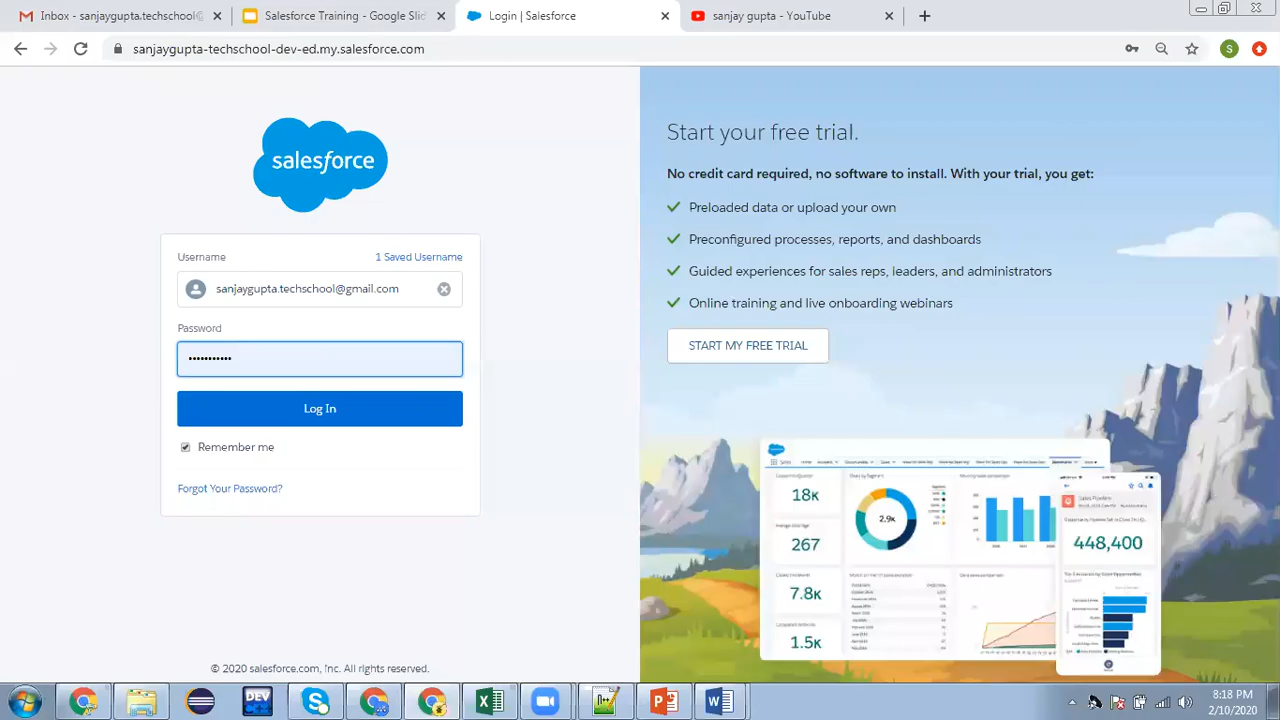 Inbox - sanjaygupta.techschool@
Salesforce Training - Google Slid
Login | Salesforce
sanjay gupta - YouTube
sanjaygupta-techschool-dev-ed.my.salesforce.com
S
salesforce
Username
1 Saved Username
sanjaygupta.techschool@gmail.com
Password
•••••••••••
Log In
Remember me
Forgot Your Password?
© 2020 salesforce.com, Inc. All
Start your free trial.
No credit card required, no software to install. With your trial, you get:
Preloaded data or upload your own
Preconfigured processes, reports, and dashboards
Guided experiences for sales reps, leaders, and administrators
Online training and live onboarding webinars
START MY FREE TRIAL
18K
267
7.8K
1.5
2.9K
448,400
DEV
8:18 PM
2/10/2020